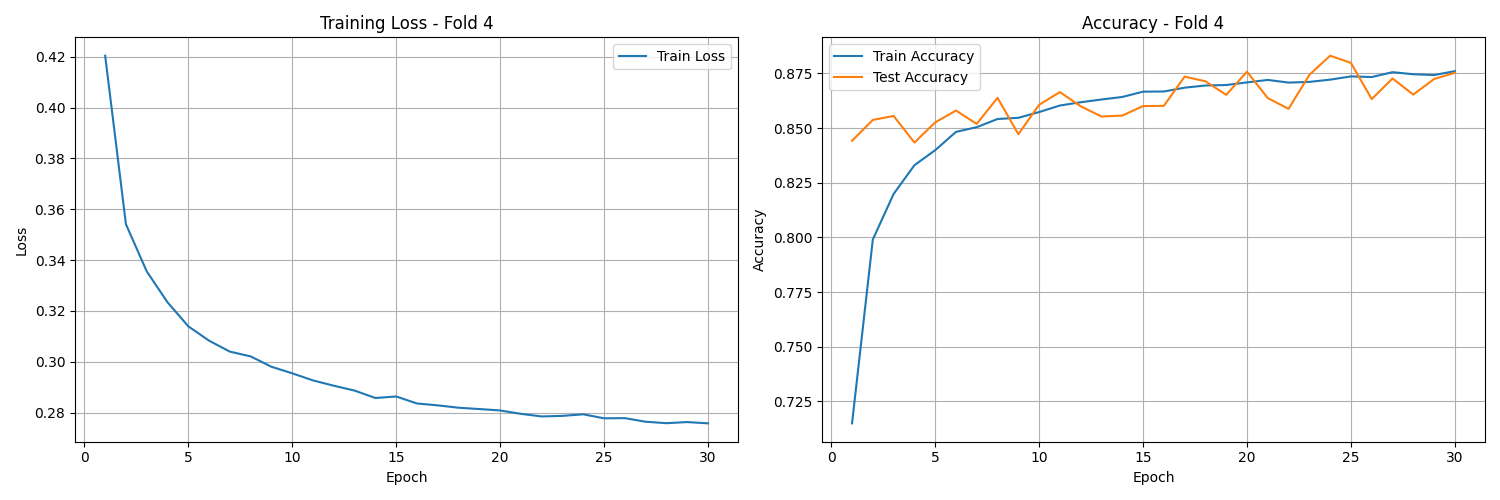 Training Loss - Fold 4
Train Loss
0.42
0.40
0.38
0.36
0.34
0.32
0.30
0.28
Loss
0 5 10 15 20 25 30
Epoch
Accuracy - Fold 4
Train Accuracy
Test Accuracy
0.875
0.850
0.825
0.800
0.775
0.750
0.725
Accuracy
0 5 10 15 20 25 30
Epoch